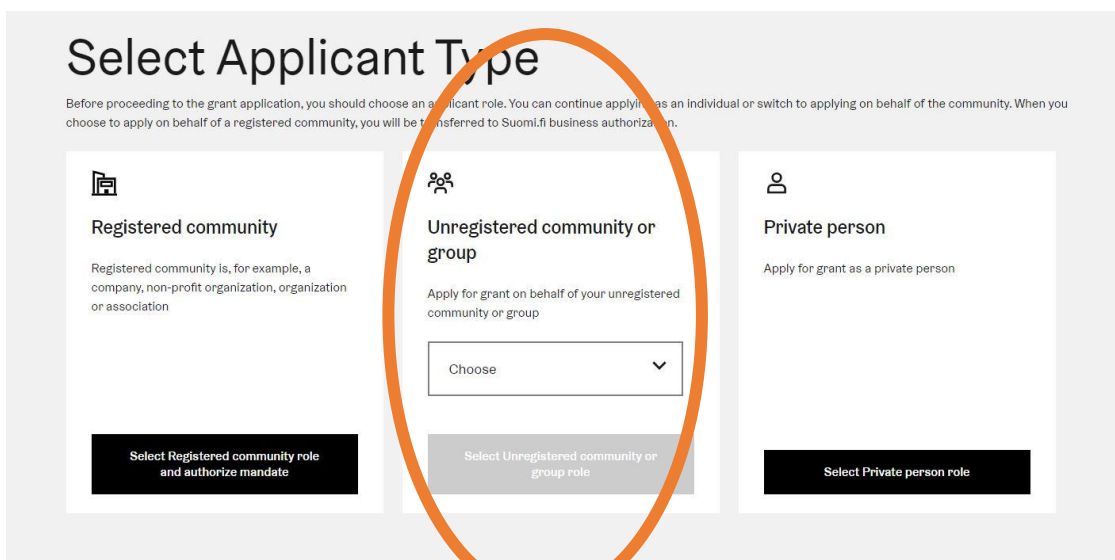 Select Applicant Type
Before proceeding to the grant application, you should choose an applicant role. You can continue applying as an individual or switch to applying on behalf of the community. When you
choose to apply on behalf of a registered community, you will be transferred to Suomi.fi business authorization.
Registered community
Registered community is, for example, a
company, non-profit organization, organization
or association
Select Registered community role
and authorize mandate
Unregistered community or
group
Apply for grant on behalf of your unregistered
community or group
Choose
Select Unregistered community or
group role
Private person
Apply for grant as a private person
Select Private person role